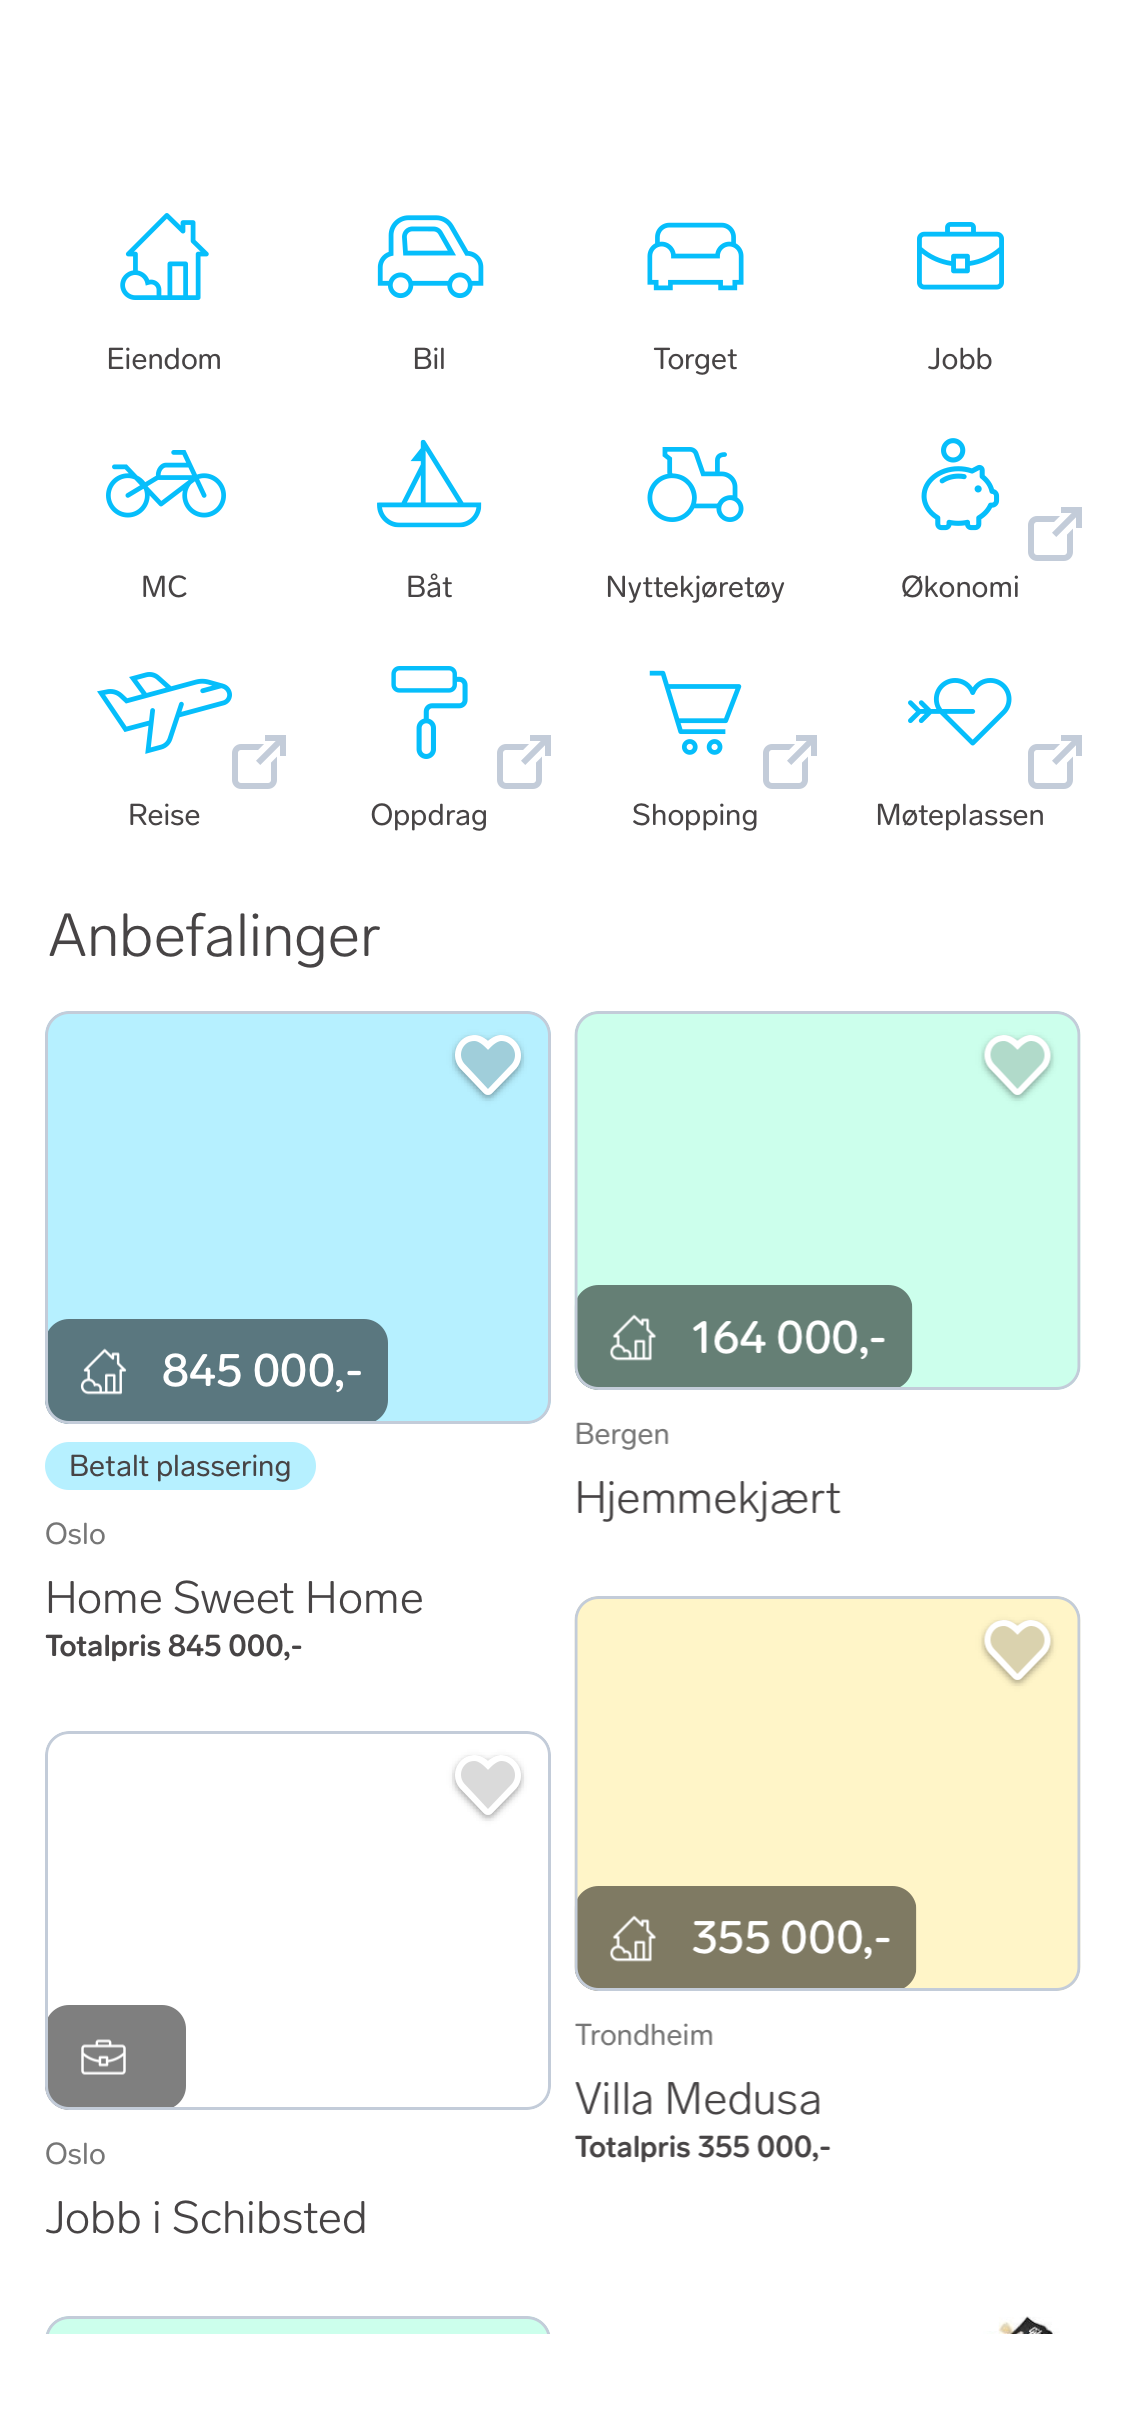 Eiendom
Bil
Torget
Jobb
MC
Båt
Nyttekjøretøy
Økonomi
Reise
Oppdrag
Shopping
Møteplassen
Anbefalinger
845 000,-
Betalt plassering
Oslo
Home Sweet Home
Totalpris 845 000,-
164 000,-
Bergen
Hjemmekjært
Oslo
Jobb i Schibsted
355 000,-
Trondheim
Villa Medusa
Totalpris 355 000,-